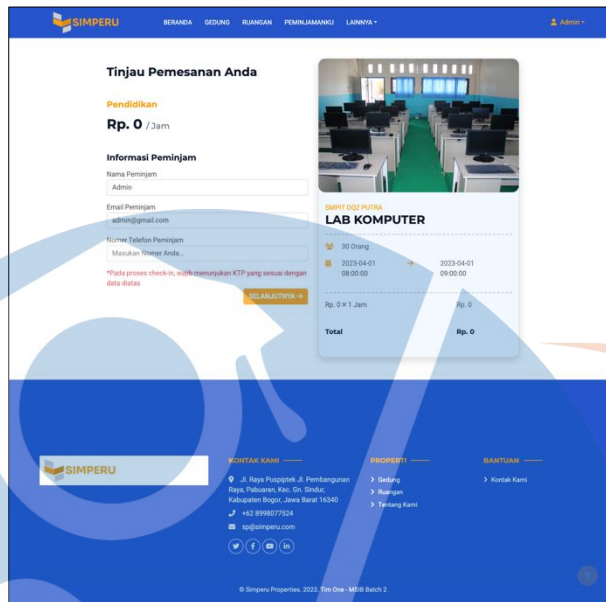 SIMPERU
BERANDA GEDUNG RUANGAN PEMINJAMANKU LAINNYA
Admin
Tinjau Pemesanan Anda
Pendidikan
Rp. 0 / Jam
Informasi Peminjam
Nama Peminjam
Admin
Email Peminjam
admin@gmail.com
Nomer Telefon Peminjam
Masukan Nomer Anda...
*Pada proses check-in, wajib menunjukan KTP yang sesuai dengan
data diatas
SELANJUTNYA →
SMPIT DQ2 PUTRA
LAB KOMPUTER
30 Orang
2023-04-01 → 2023-04-01
08:00:00 09:00:00
Rp. 0 × 1 Jam Rp. 0
Total Rp. 0
SIMPERU
KONTAK KAMI
Jl. Raya Puspiptek Jl. Pembangunan
Raya, Pabuaran, Kec. Gn. Sindur,
Kabupaten Bogor, Jawa Barat 16340
+62 8998077524
sp@simperu.com
PROPERTI
> Gedung
> Ruangan
> Tentang Kami
BANTUAN
> Kontak Kami
© Simperu Properties. 2023. Tim One - MSIB Batch 2